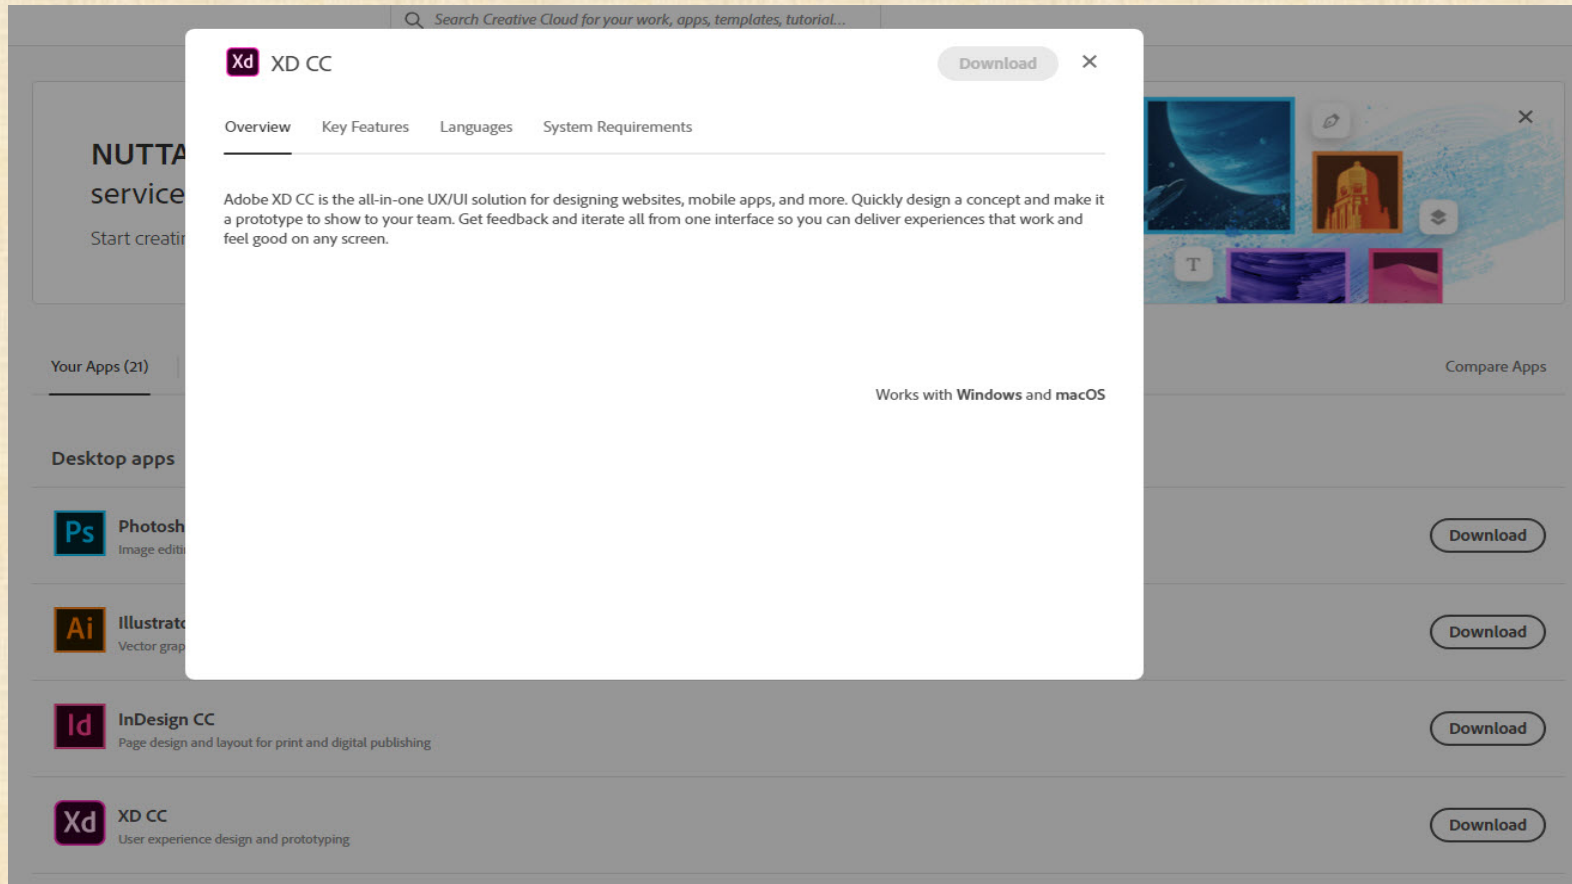 Search Creative Cloud for your work, apps, templates, tutorial...
Xd XD CC Download
Overview Key Features Languages System Requirements
NUTTA
service
Start creatin
Adobe XD CC is the all-in-one UX/UI solution for designing websites, mobile apps, and more. Quickly design a concept and make it
a prototype to show to your team. Get feedback and iterate all from one interface so you can deliver experiences that work and
feel good on any screen.
T
Your Apps (21) Compare Apps
Works with Windows and macOS
Desktop apps
Ps Photosh Download
Image editi
Ai Illustrato Download
Vector grap
Id InDesign CC Download
Page design and layout for print and digital publishing
Xd XD CC Download
User experience design and prototyping